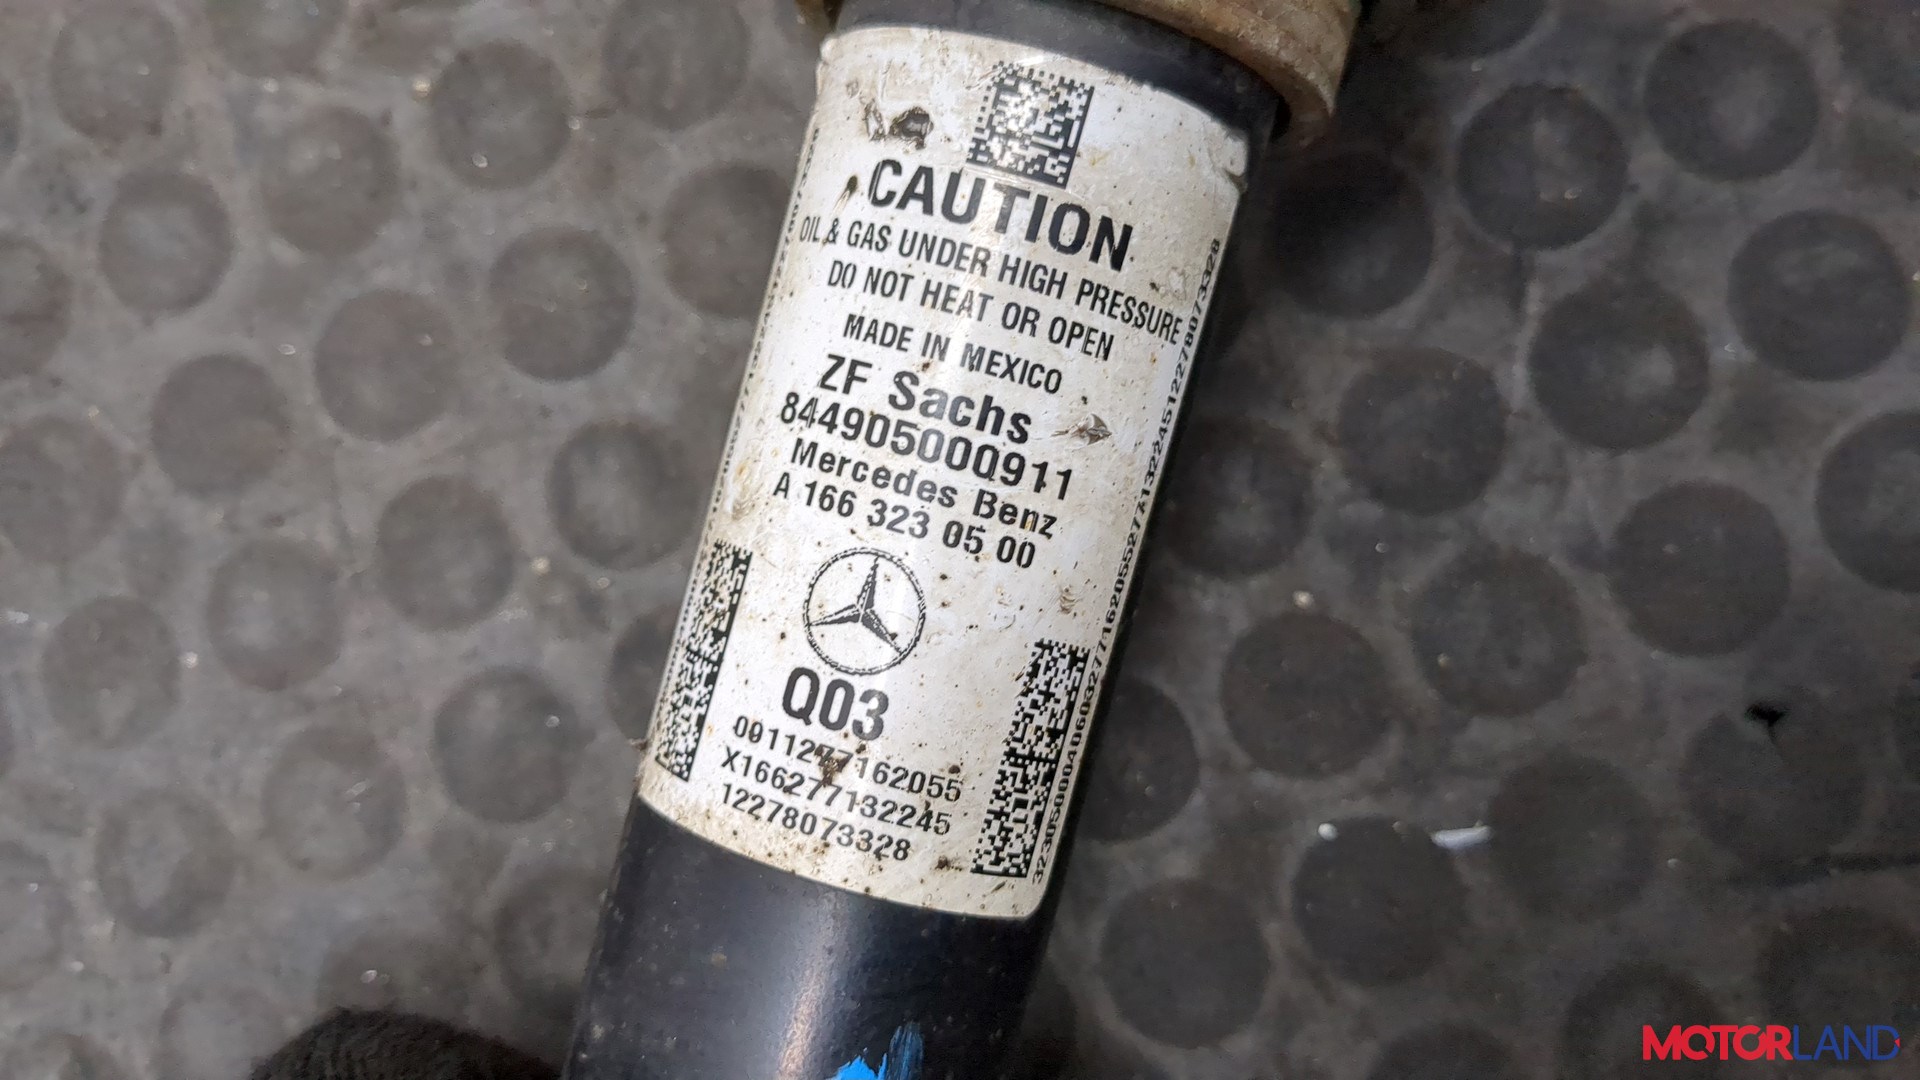 CAUTION
OIL & GAS UNDER HIGH PRESSURE
DO NOT HEAT OR OPEN
MADE IN MEXICO
ZF Sachs
844905000911
Mercedes Benz
A 166 323 05 00
Q03
0911277162055
X166277132245
12278073328
MOTORLAND